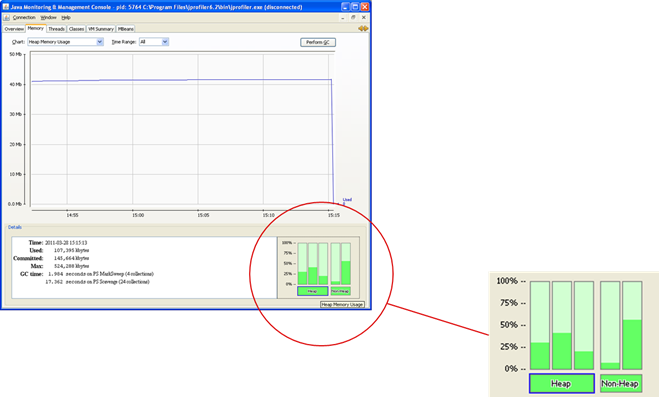 Java Monitoring & Management Console - pid: 5764 C:\Program Files\jprofiler6.2\bin\jprofiler.exe (disconnected)
Connection Window Help
Overview Memory Threads Classes VM Summary MBeans
Chart: Heap Memory Usage Time Range: All Perform GC
50 Mb
40 Mb
30 Mb
20 Mb
10 Mb
0.0 Mb
Used
14:55 15:00 15:05 15:10 15:15
Details
Time: 2011-03-28 15:15:13
Used: 107,395 kbytes
Committed: 145,664 kbytes
Max: 524,288 kbytes
GC time: 1.984 seconds on PS MarkSweep (4 collections)
17.362 seconds on PS Scavenge (24 collections)
100% --
75% --
50% --
25% --
0% --
Heap Non-Heap
Heap Memory Usage
100% --
75% --
50% --
25% --
0% --
Heap Non-Heap